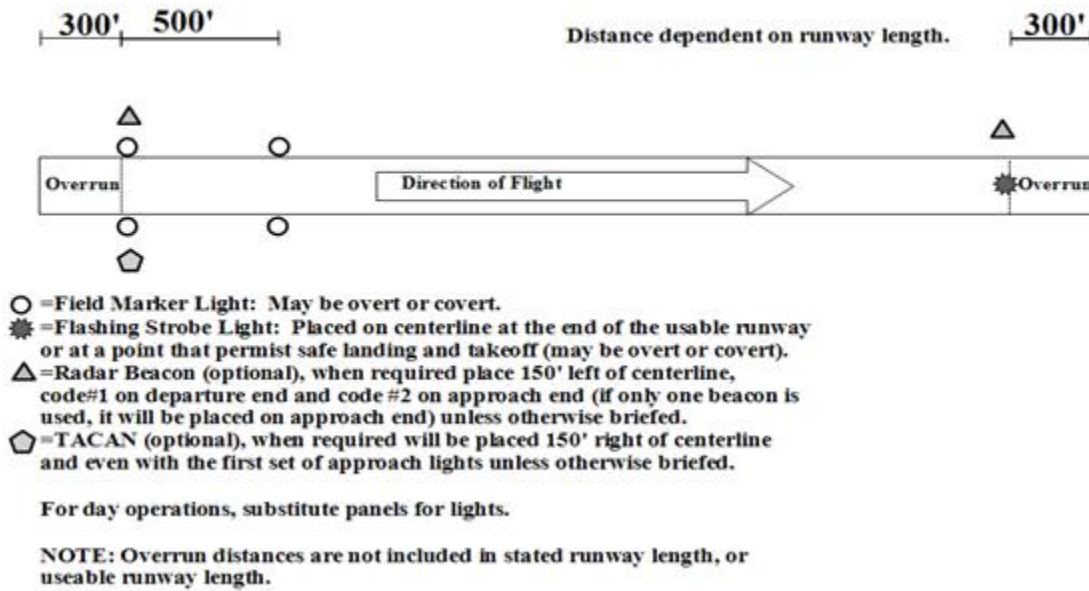 300' 500' Distance dependent on runway length. 300'
Overrun Direction of Flight Overrun
=Field Marker Light: May be overt or covert.
=Flashing Strobe Light: Placed on centerline at the end of the usable runway
or at a point that permist safe landing and takeoff (may be overt or covert).
=Radar Beacon (optional), when required place 150' left of centerline,
code#1 on departure end and code #2 on approach end (if only one beacon is
used, it will be placed on approach end) unless otherwise briefed.
=TACAN (optional), when required will be placed 150' right of centerline
and even with the first set of approach lights unless otherwise briefed.
For day operations, substitute panels for lights.
NOTE: Overrun distances are not included in stated runway length, or
useable runway length.